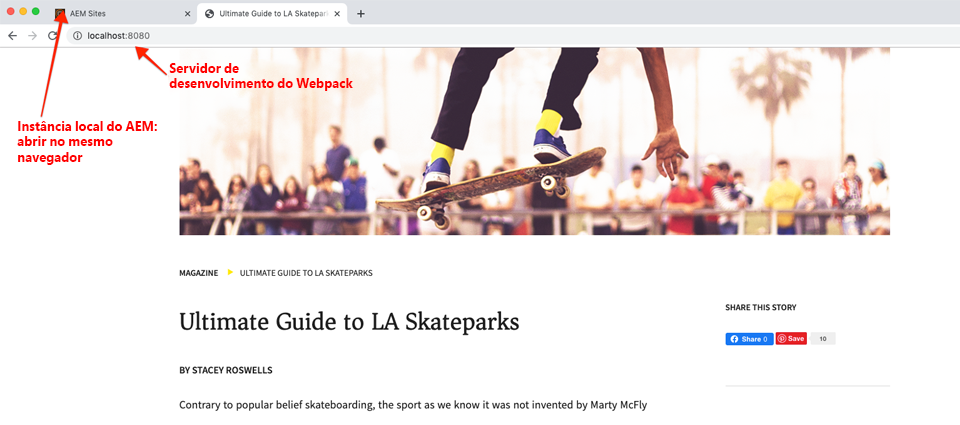 AEM Sites
Ultimate Guide to LA Skatepark
localhost:8080
Servidor de
desenvolvimento do Webpack
Instância local do AEM:
abrir no mesmo
navegador
MAGAZINE ULTIMATE GUIDE TO LA SKATEPARKS
SHARE THIS STORY
Ultimate Guide to LA Skateparks
Share 0 Save 10
BY STACEY ROSWELLS
Contrary to popular belief skateboarding, the sport as we know it was not invented by Marty McFly